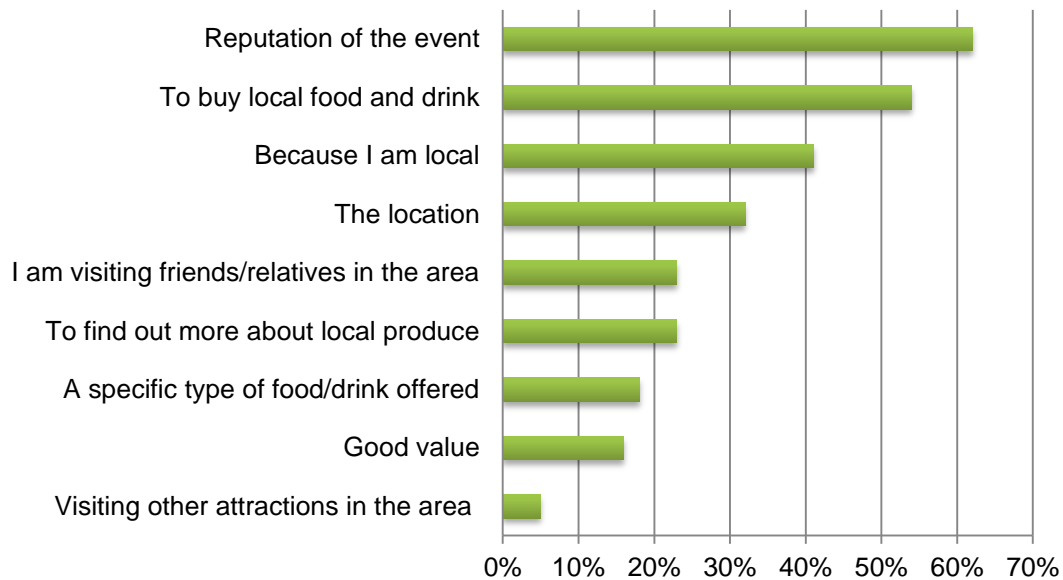 Reputation of the event
To buy local food and drink
Because I am local
The location
I am visiting friends/relatives in the area
To find out more about local produce
A specific type of food/drink offered
Good value
Visiting other attractions in the area
0% 10% 20% 30% 40% 50% 60% 70%